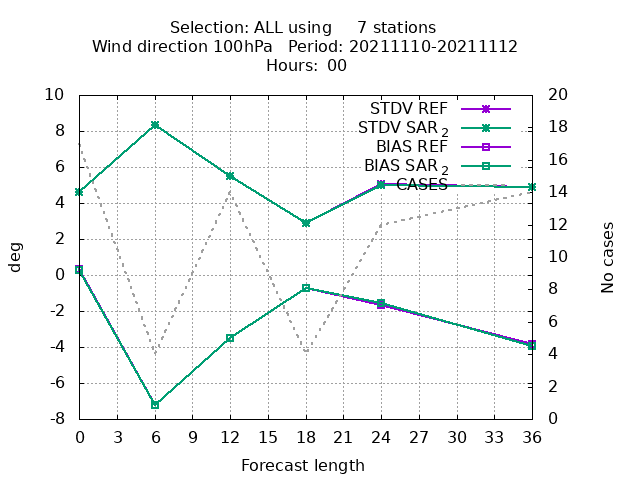 Selection: ALL using     7 stations
Wind direction 100hPa   Period: 20211110-20211112
Hours: 00
10 20
STDV REF
8 18
STDV SAR 2
BIAS REF
6 16
BIAS SAR 2
CASES
4 14
2 12
0 10
-2 8
-4 6
-6 4
-8 2
0
deg
No cases
0 3 6 9 12 15 18 21 24 27 30 33 36
Forecast length